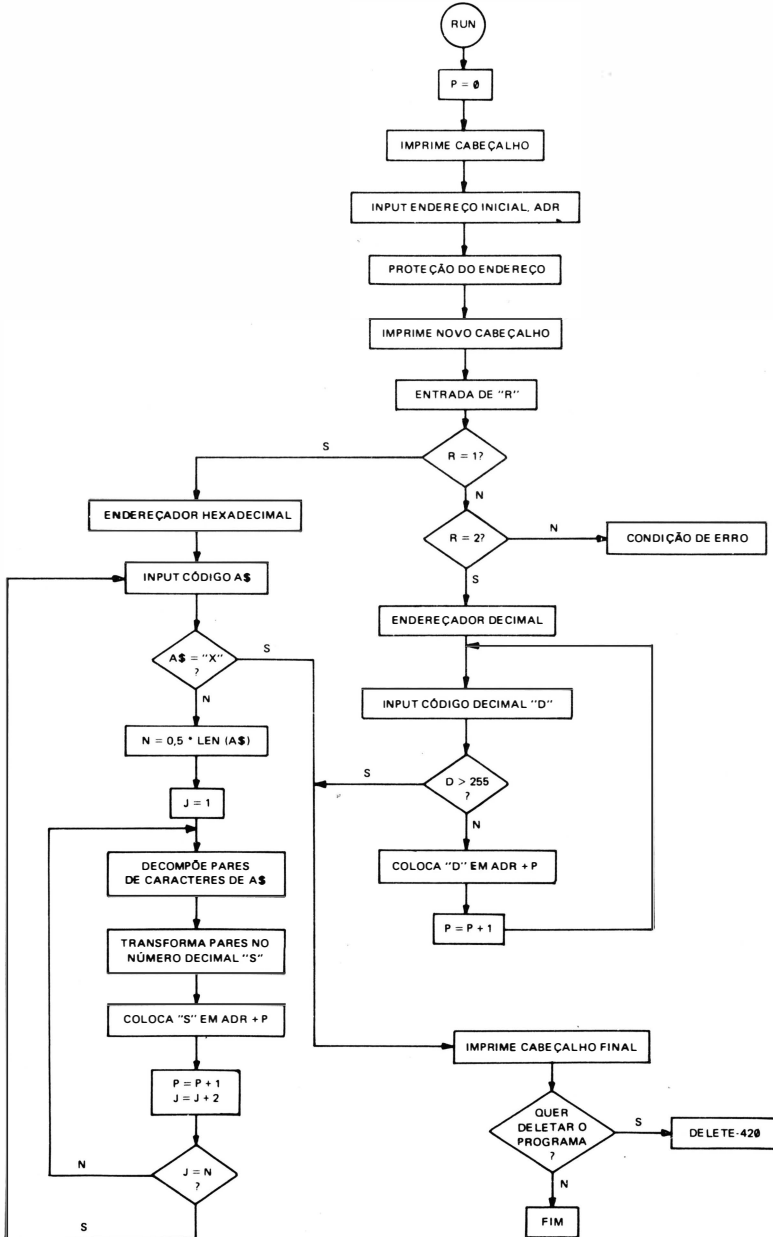 RUN
P = 0
IMPRIME CABEÇALHO
INPUT ENDEREÇO INICIAL, ADR
PROTEÇÃO DO ENDEREÇO
IMPRIME NOVO CABEÇALHO
ENTRADA DE "R"
R = 1?
S
N
ENDEREÇADOR HEXADECIMAL
R = 2?
N
CONDIÇÃO DE ERRO
S
INPUT CÓDIGO A$
ENDEREÇADOR DECIMAL
A$ = "X"
?
S
N
INPUT CÓDIGO DECIMAL "D"
N = 0,5 * LEN (A$)
D > 255
?
S
N
J = 1
DECOMPÕE PARES
DE CARACTERES DE A$
COLOCA "D" EM ADR + P
P = P + 1
TRANSFORMA PARES NO
NÚMERO DECIMAL "S"
COLOCA "S" EM ADR + P
IMPRIME CABEÇALHO FINAL
P = P + 1
J = J + 2
QUER
DELETAR O
PROGRAMA
?
S
DELETE-420
N
J = N
?
N
S
FIM